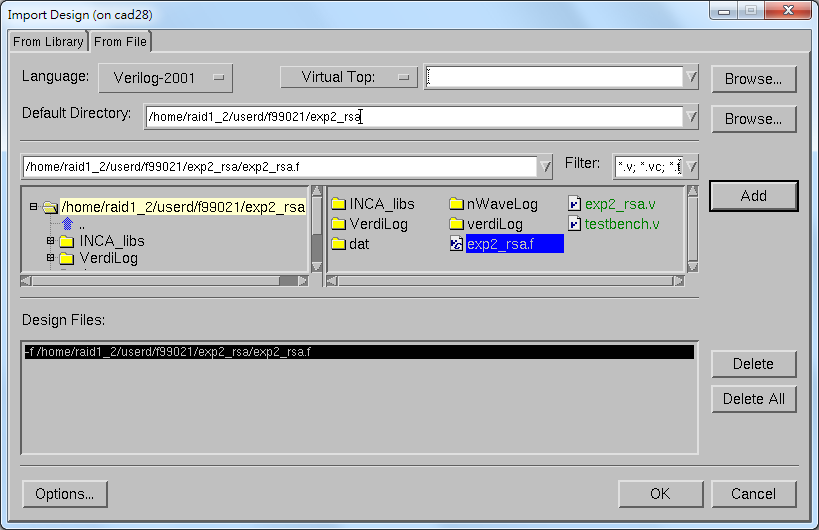 Import Design (on cad28)
From Library From File
Language: Verilog-2001 Virtual Top: Browse...
Default Directory: /home/raid1_2/userd/f99021/exp2_rsa Browse...
/home/raid1_2/userd/f99021/exp2_rsa/exp2_rsa.f Filter: *.v; *.vc; *.f Add
/home/raid1_2/userd/f99021/exp2_rsa INCA_libs nWaveLog exp2_rsa.v
.. VerdiLog verdiLog testbench.v
INCA_libs dat exp2_rsa.f
VerdiLog
Design Files:
-f /home/raid1_2/userd/f99021/exp2_rsa/exp2_rsa.f
Delete
Delete All
Options... OK Cancel